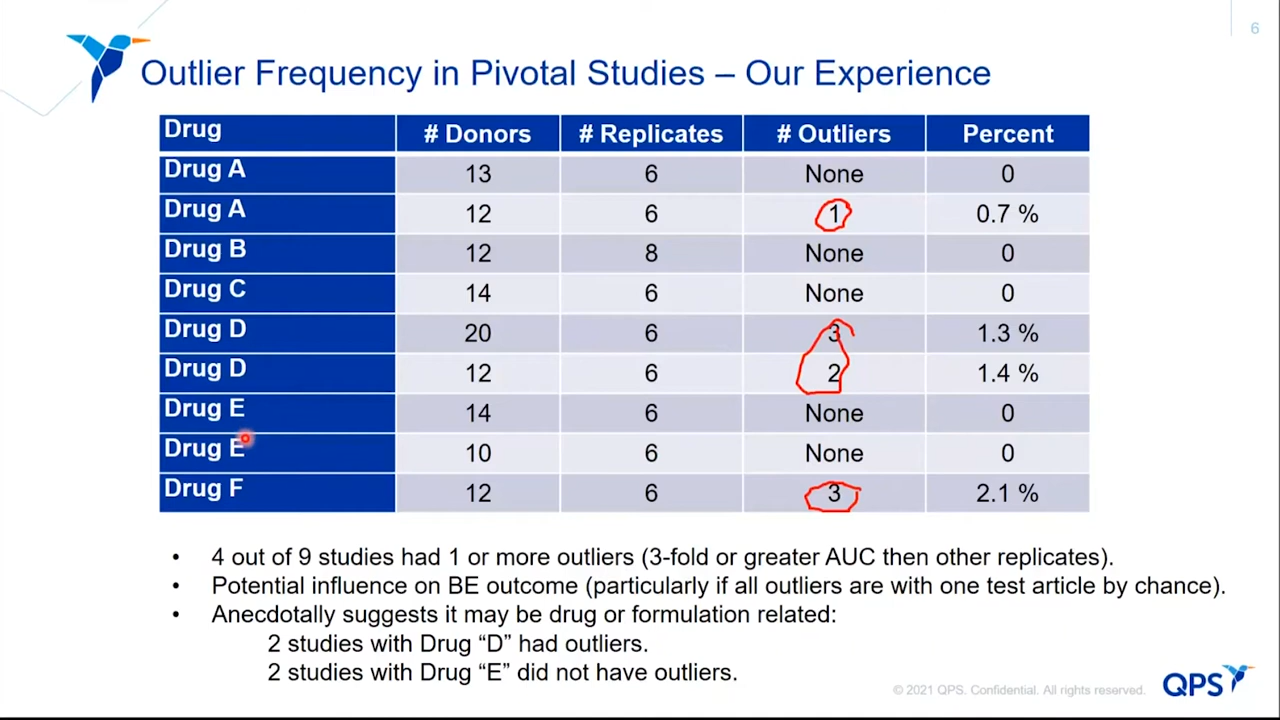 6
Outlier Frequency in Pivotal Studies – Our Experience
Drug # Donors # Replicates # Outliers Percent
Drug A 13 6 None 0
Drug A 12 6 1 0.7 %
Drug B 12 8 None 0
Drug C 14 6 None 0
Drug D 20 6 3 1.3 %
Drug D 12 6 2 1.4 %
Drug E 14 6 None 0
Drug E 10 6 None 0
Drug F 12 6 3 2.1 %
• 4 out of 9 studies had 1 or more outliers (3-fold or greater AUC then other replicates).
• Potential influence on BE outcome (particularly if all outliers are with one test article by chance).
• Anecdotally suggests it may be drug or formulation related:
2 studies with Drug “D” had outliers.
2 studies with Drug “E” did not have outliers.
© 2021 QPS. Confidential. All rights reserved.
QPS